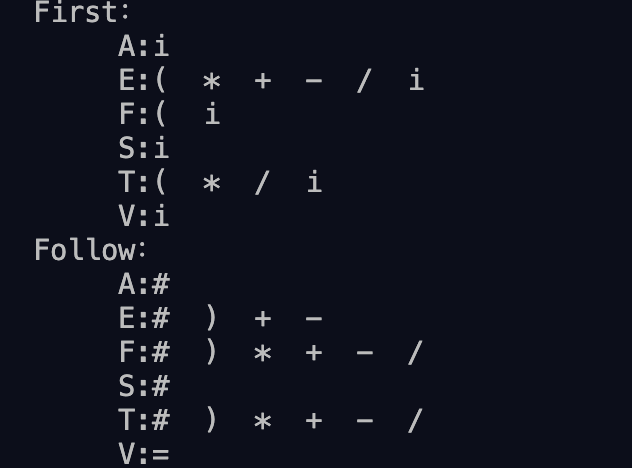 First:
A:i
E:( * + - / i
F:( i
S:i
T:( * / i
V:i
Follow:
A:#
E:# ) + -
F:# ) * + - /
S:#
T:# ) * + - /
V:=